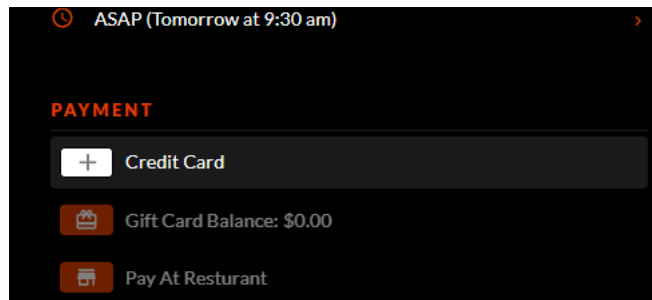 ASAP (Tomorrow at 9:30 am)
PAYMENT
Credit Card
Gift Card Balance: $0.00
Pay At Resturant